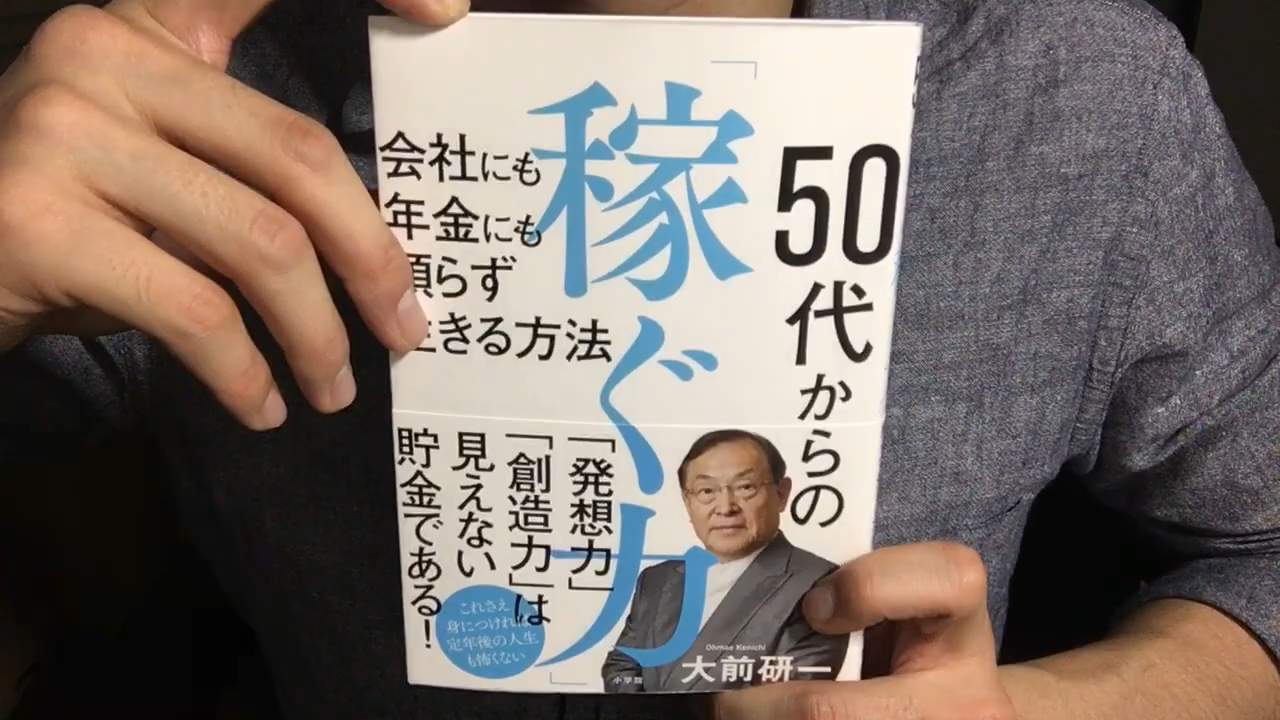 50代からの
「稼ぐ力」
会社にも
年金にも
頼らず
生きる方法
「発想力」
「創造力」は
見えない
貯金である!
これさえ
身につければ
定年後の人生
も怖くない
Ohmae Kenichi
大前研一
小学館